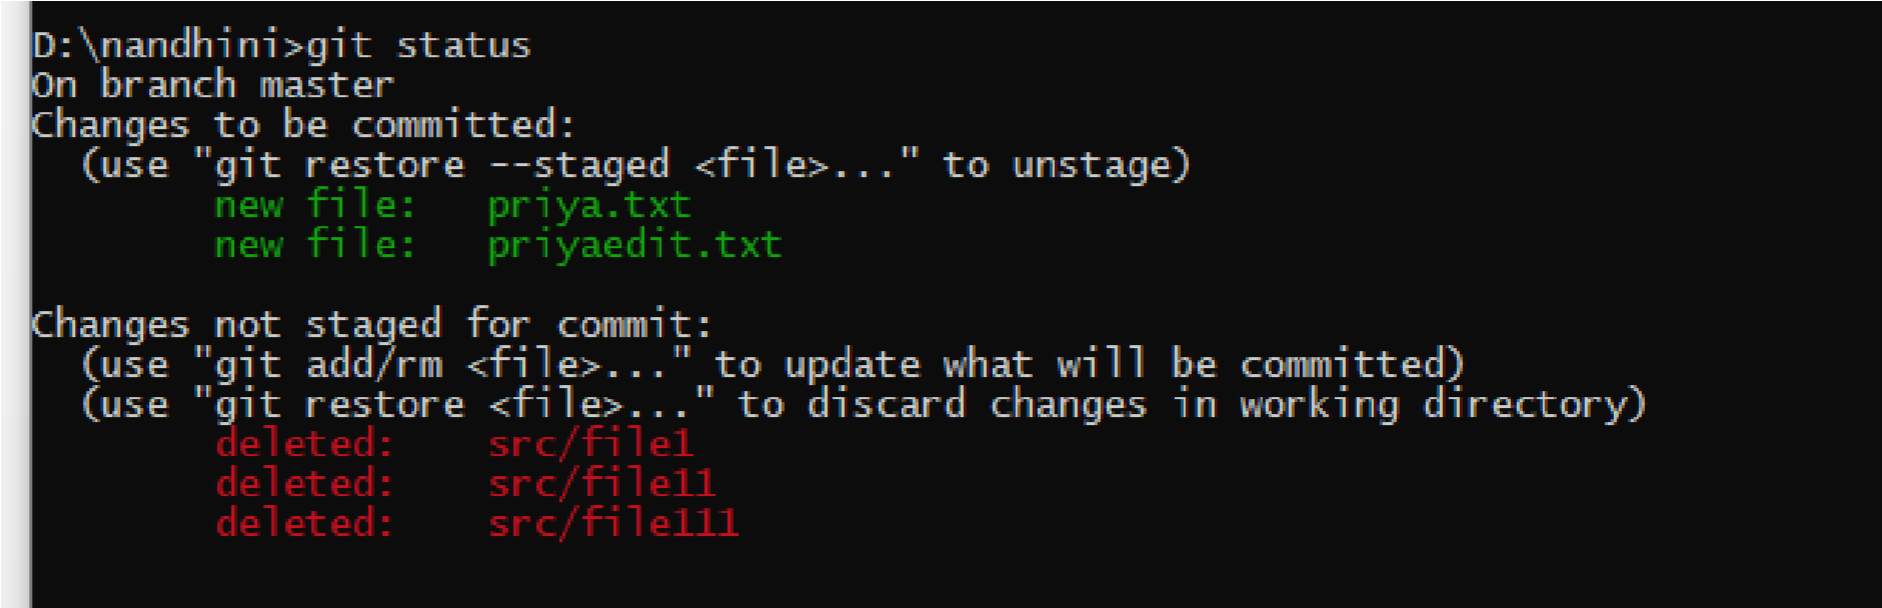 D:\nandhini>git status
On branch master
Changes to be committed:
  (use "git restore --staged <file>..." to unstage)
        new file:   priya.txt
        new file:   priyaedit.txt

Changes not staged for commit:
  (use "git add/rm <file>..." to update what will be committed)
  (use "git restore <file>..." to discard changes in working directory)
        deleted:    src/file1
        deleted:    src/file11
        deleted:    src/file111